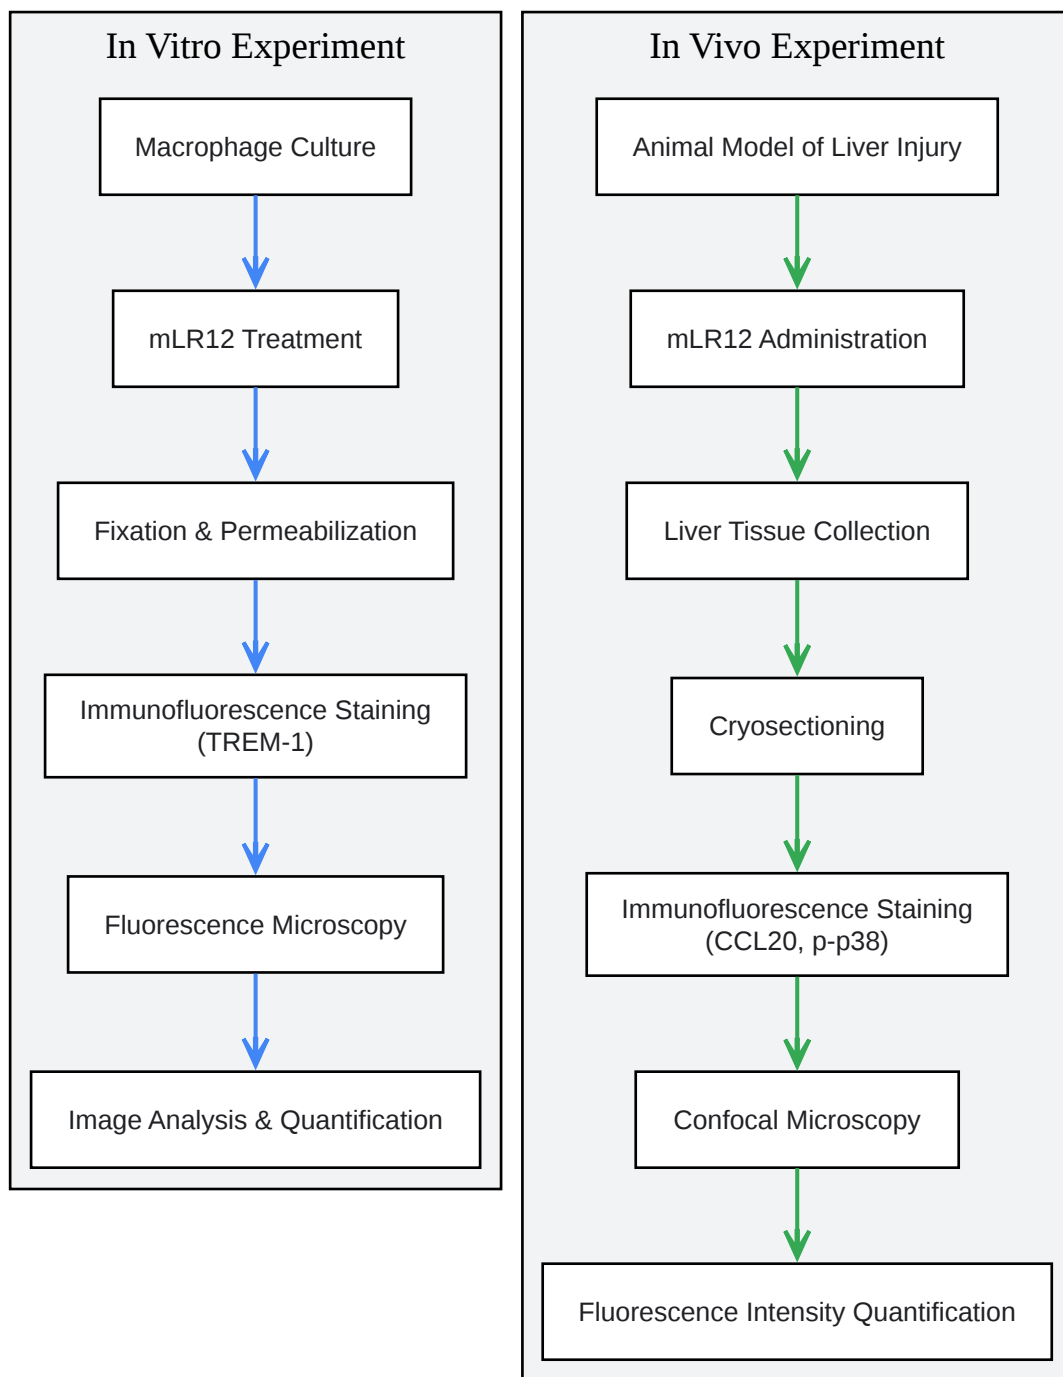 In Vitro Experiment
Macrophage Culture
mLR12 Treatment
Fixation & Permeabilization
Immunofluorescence Staining
(TREM-1)
Fluorescence Microscopy
Image Analysis & Quantification
In Vivo Experiment
Animal Model of Liver Injury
mLR12 Administration
Liver Tissue Collection
Cryosectioning
Immunofluorescence Staining
(CCL20, p-p38)
Confocal Microscopy
Fluorescence Intensity Quantification